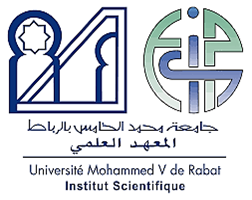 جامعة محمد الخامس بالرباط
المعهد العلمي
Université Mohammed V de Rabat
Institut Scientifique